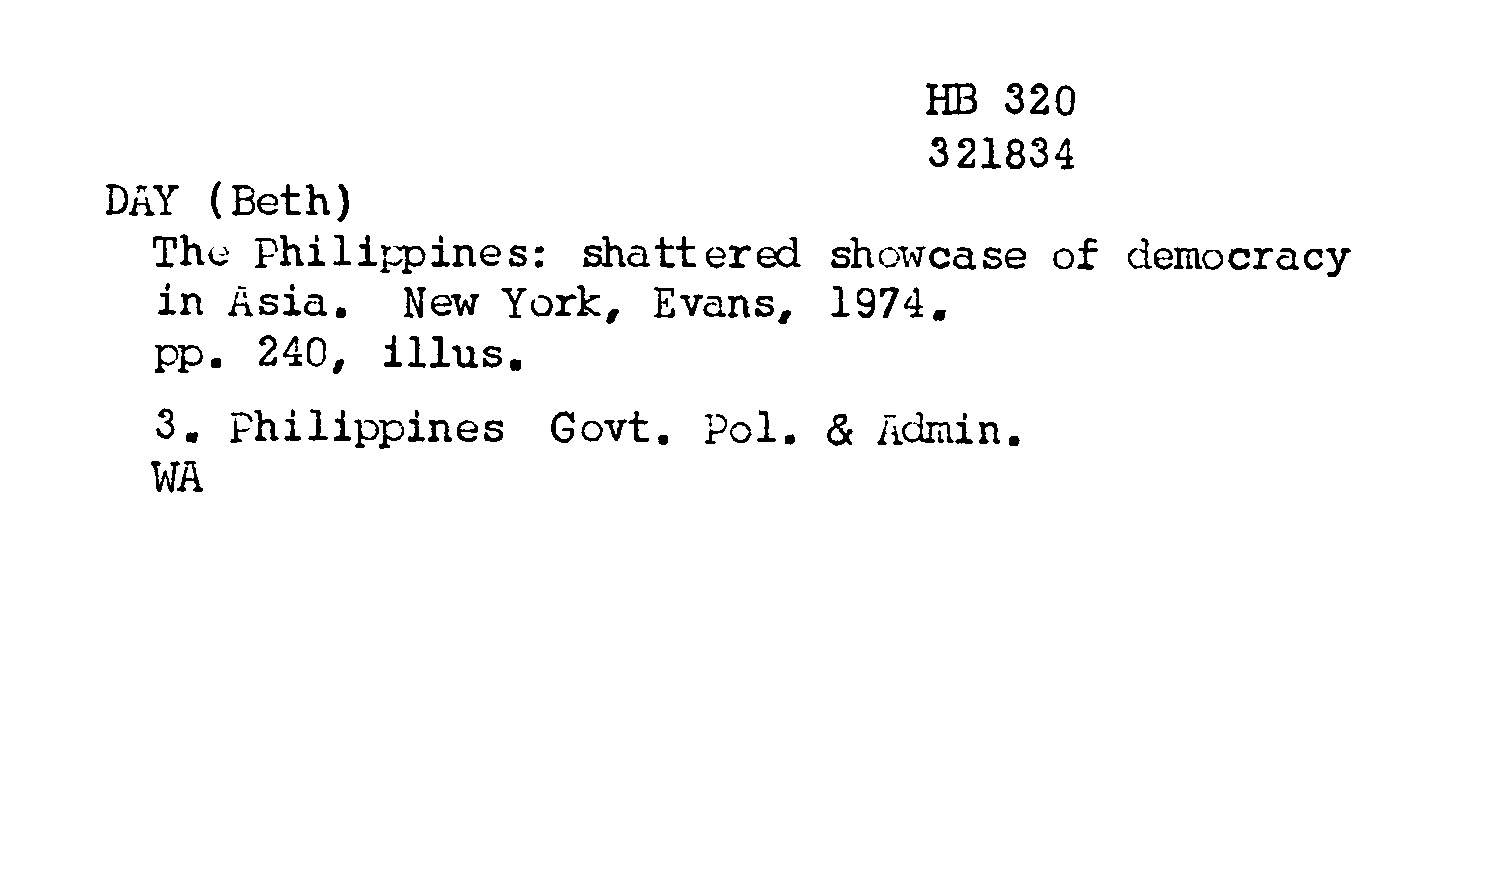 HB 320
321834
DAY (Beth)
The Philippines: shattered showcase of democracy
in Asia. New York, Evans, 1974.
pp. 240, illus.
3. Philippines Govt. Pol. & Admin.
WA